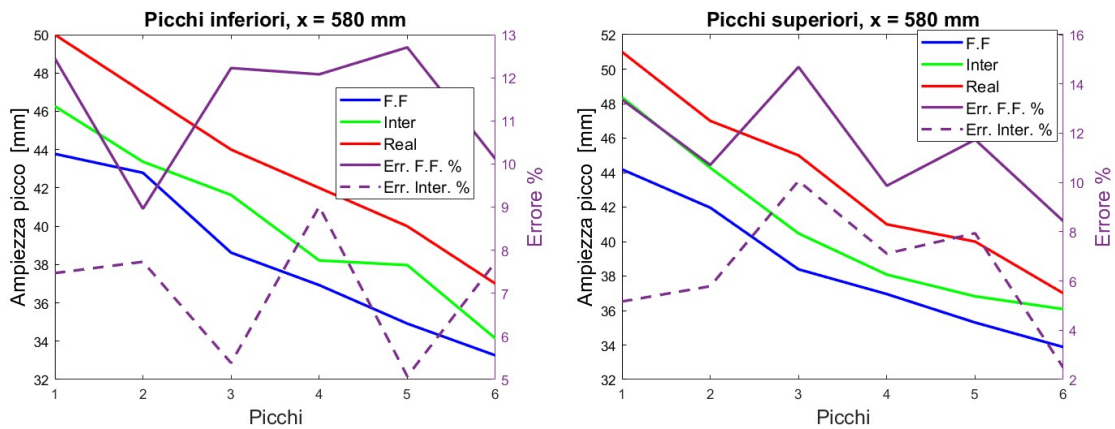 Picchi inferiori, x = 580 mm
Ampiezza picco [mm]
50
48
46
44
42
40
38
36
34
32
1 2 3 4 5 6
Picchi
13
12
11
10
9
8
7
6
5
Errore %
F.F
Inter
Real
Err. F.F. %
Err. Inter. %
Picchi superiori, x = 580 mm
Ampiezza picco [mm]
52
50
48
46
44
42
40
38
36
34
32
1 2 3 4 5 6
Picchi
16
14
12
10
8
6
4
2
Errore %
F.F
Inter
Real
Err. F.F. %
Err. Inter. %